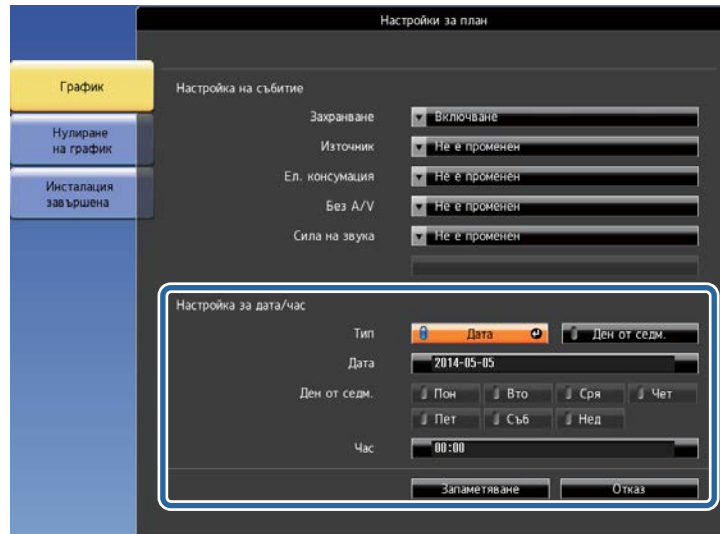 Настройки за план
График
Нулиране
на график
Инсталация
завършена
Настройка на събитие
Захранване Включване
Източник Не е променен
Ел. консумация Не е променен
Без A/V Не е променен
Сила на звука Не е променен
Настройка за дата/час
Тип Дата Ден от седм.
Дата 2014-05-05
Ден от седм. Пон Вто Сря Чет
Пет Съб Нед
Час 00:00
Запаметяване Отказ